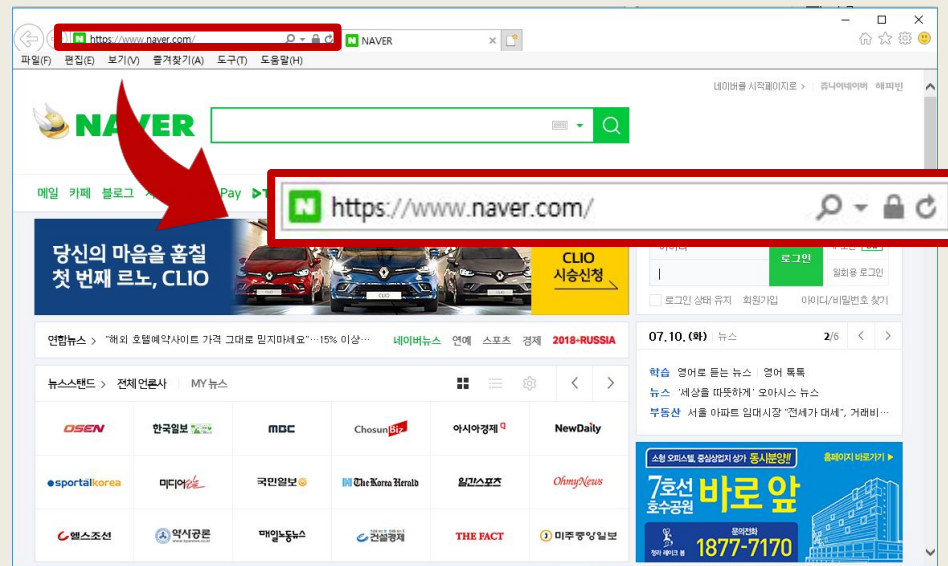 https://www.naver.com/
NAVER
파일(F) 편집(E) 보기(V) 즐겨찾기(A) 도구(T) 도움말(H)
네이버를 시작페이지로 > 쥬니어네이버 해피빈
NAVER
메일 카페 블로그 Pay
https://www.naver.com/
당신의 마음을 훔칠
첫 번째 르노, CLIO
CLIO
시승신청
로그인
일회용 로그인
로그인 상태 유지 회원가입 아이디/비밀번호 찾기
연합뉴스 > "해외 호텔예약사이트 가격 그대로 믿지마세요"…15% 이상…
네이버뉴스 연예 스포츠 경제 2018-RUSSIA
07.10.(화) 뉴스 2/6
뉴스스탠드 > 전체언론사 MY뉴스
학습 영어로 듣는 뉴스 영어 톡톡
뉴스 '세상을 따뜻하게' 오아시스 뉴스
부동산 서울 아파트 임대시장 "전세가 대세", 거래비…
OSEN 한국일보 MBC ChosunBiz 아시아경제 NewDaily
sportalkorea 미디어오늘 국민일보 The Korea Herald 일간스포츠 OhmyNews
헬스조선 약사공론 매일노동뉴스 건설경제 THE FACT 미주중앙일보
소형 오피스텔, 중심상업지 상가 동시분양!! 홈페이지 바로가기
7호선
호수공원
바로 앞
문의전화
1877-7170